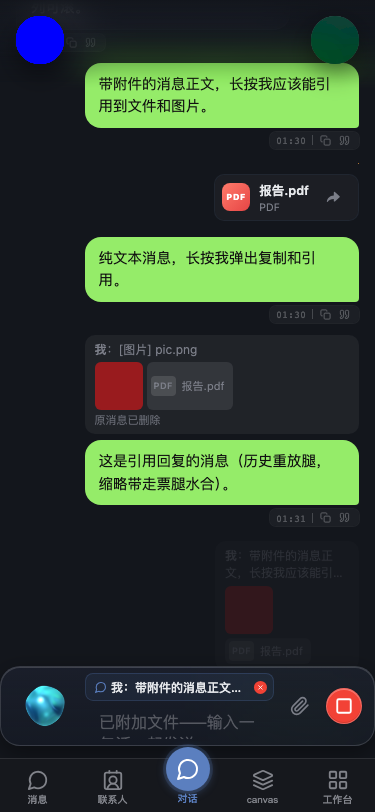 带附件的消息正文，长按我应该能引
用到文件和图片。
01:30
PDF
报告.pdf
PDF
纯文本消息，长按我弹出复制和引
用。
01:30
我：[图片] pic.png
PDF 报告.pdf
原消息已删除
这是引用回复的消息（历史重放腿，
缩略带走票腿水合）。
01:31
我：带附件的消息正
文，长按我应该能引...
PDF 报告.pdf
我：带附件的消息正文...
已附加文件——输入一
消息
联系人
对话
canvas
工作台